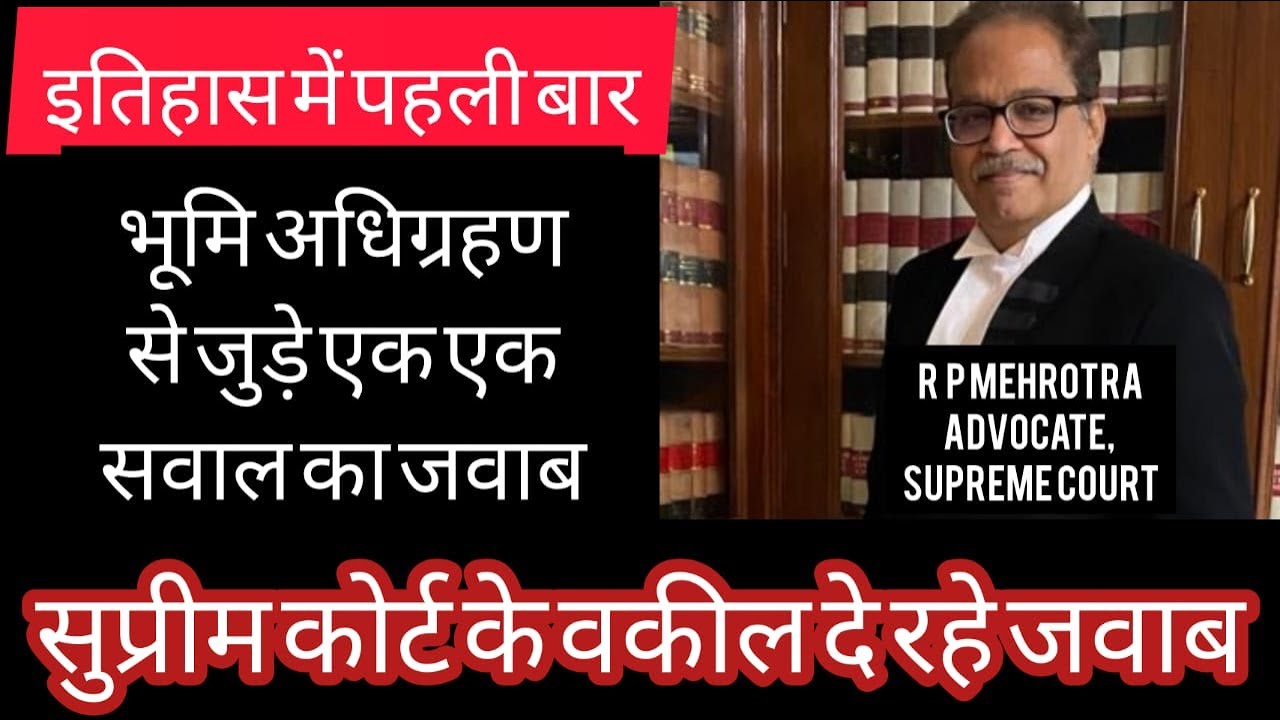 इतिहास में पहली बार
भूमि अधिग्रहण
से जुड़े एक एक
सवाल का जवाब
R P MEHROTRA
ADVOCATE,
SUPREME COURT
सुप्रीम कोर्ट के वकील दे रहे जवाब